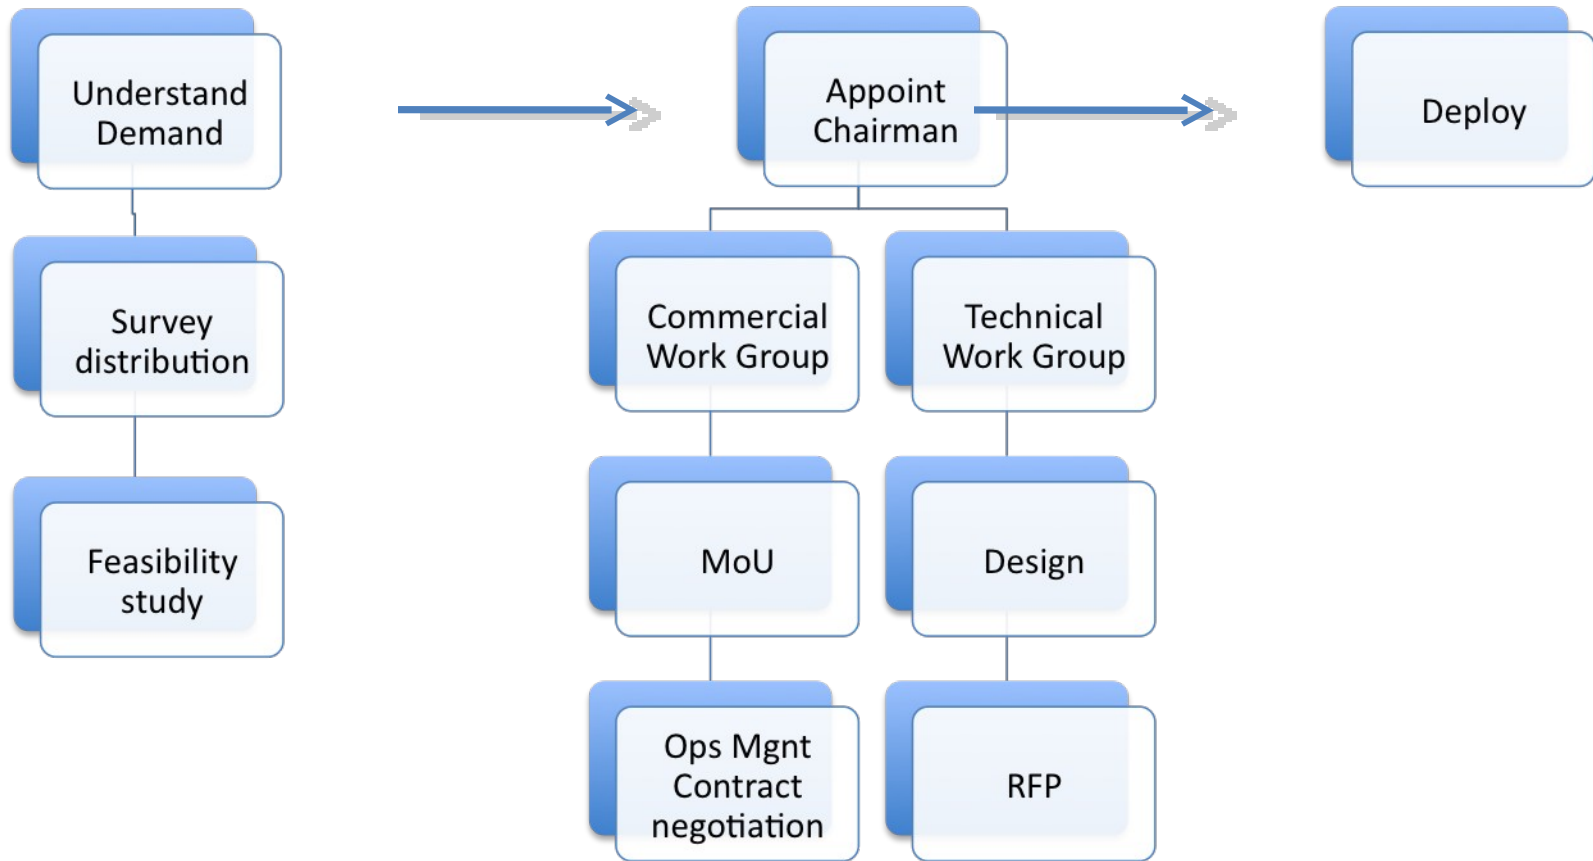 Understand
Demand
Survey
distribution
Feasibility
study
Appoint
Chairman
Commercial
Work Group
MoU
Ops Mgnt
Contract
negotiation
Technical
Work Group
Design
RFP
Deploy